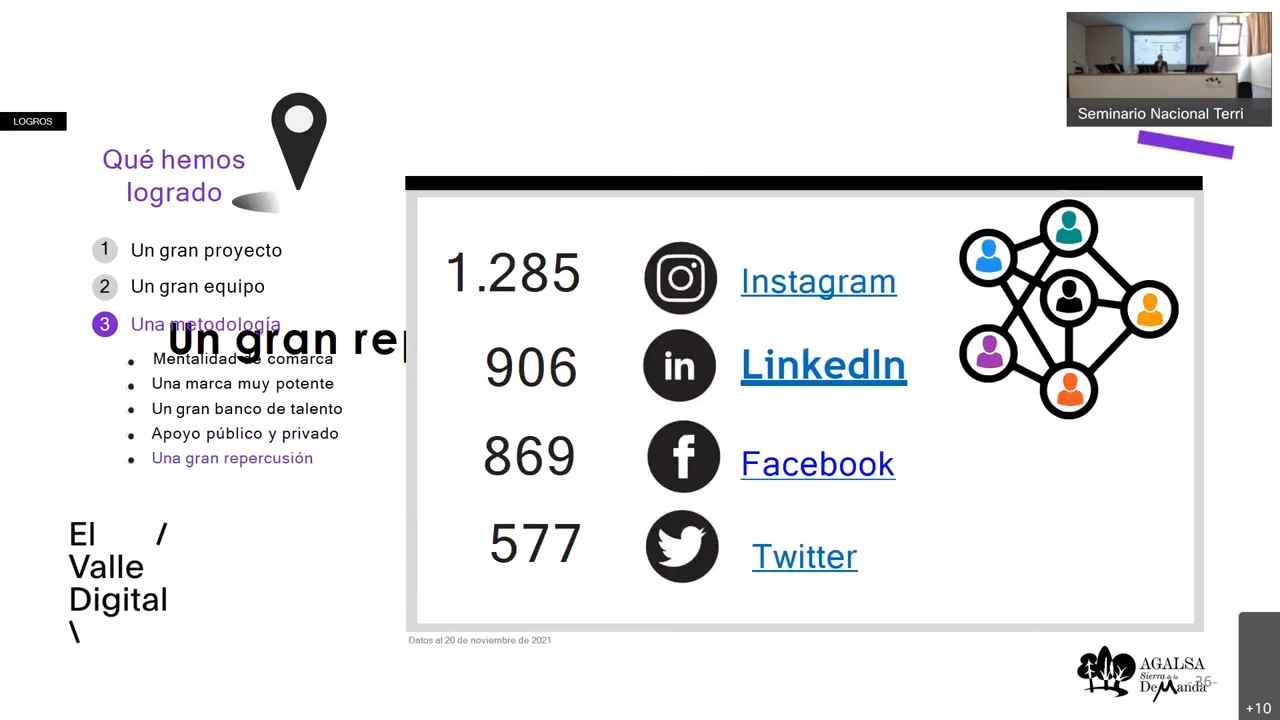 Seminario Nacional Terri
LOGROS
Qué hemos
logrado
1 Un gran proyecto
2 Un gran equipo
3 Una metodología
Un gran rep
• Mentalidad de comarca
• Una marca muy potente
• Un gran banco de talento
• Apoyo público y privado
• Una gran repercusión
1.285 Instagram
906 in LinkedIn
869 f Facebook
577 Twitter
El /
Valle
Digital
\
Datos al 20 de noviembre de 2021
AGALSA
Sierra de la
DeManda
-36-
+10